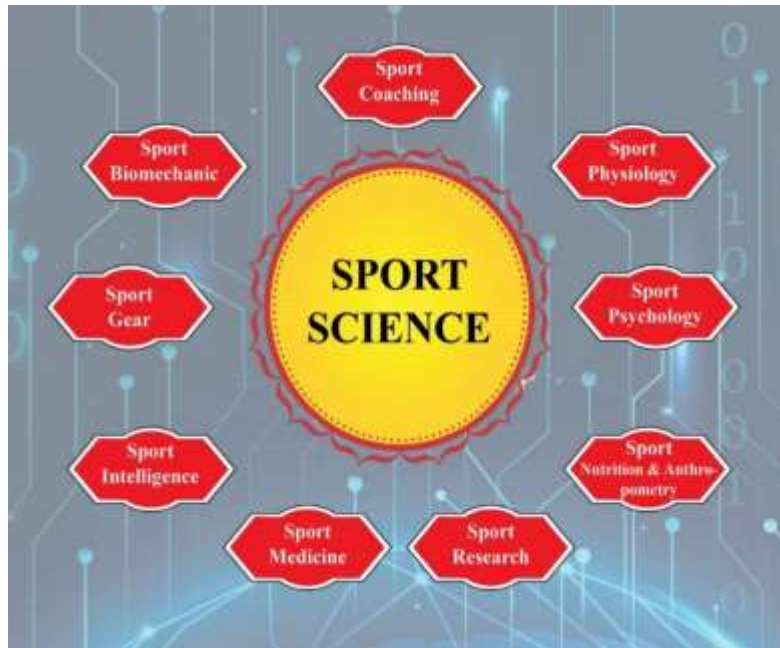 Sport
Coaching
Sport
Biomechanic
Sport
Physiology
SPORT
SCIENCE
Sport
Gear
Sport
Psychology
Sport
Intelligence
Sport
Nutrition & Anthro-
pometry
Sport
Medicine
Sport
Research